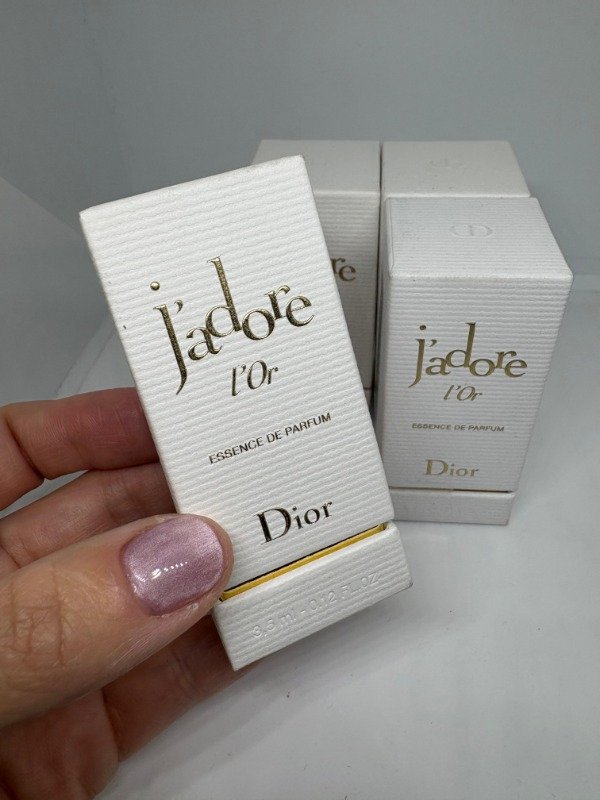 j'adore
l'Or
ESSENCE DE PARFUM
Dior
3,5 ml - 0.12 FL.OZ
re
j'adore
l'Or
ESSENCE DE PARFUM
Dior